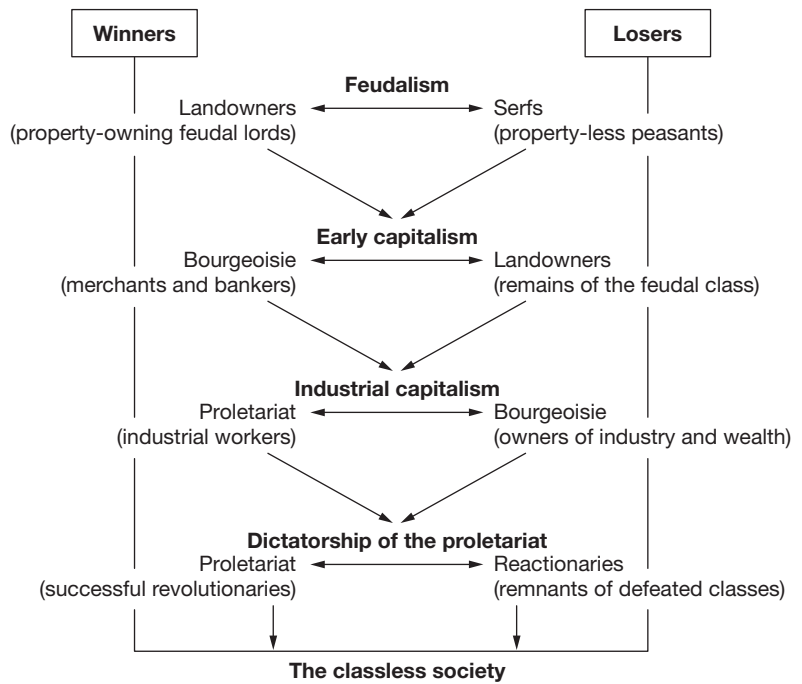 Winners
Losers
Feudalism
Landowners
(property-owning feudal lords)
Serfs
(property-less peasants)
Early capitalism
Bourgeoisie
(merchants and bankers)
Landowners
(remains of the feudal class)
Industrial capitalism
Proletariat
(industrial workers)
Bourgeoisie
(owners of industry and wealth)
Dictatorship of the proletariat
Proletariat
(successful revolutionaries)
Reactionaries
(remnants of defeated classes)
The classless society